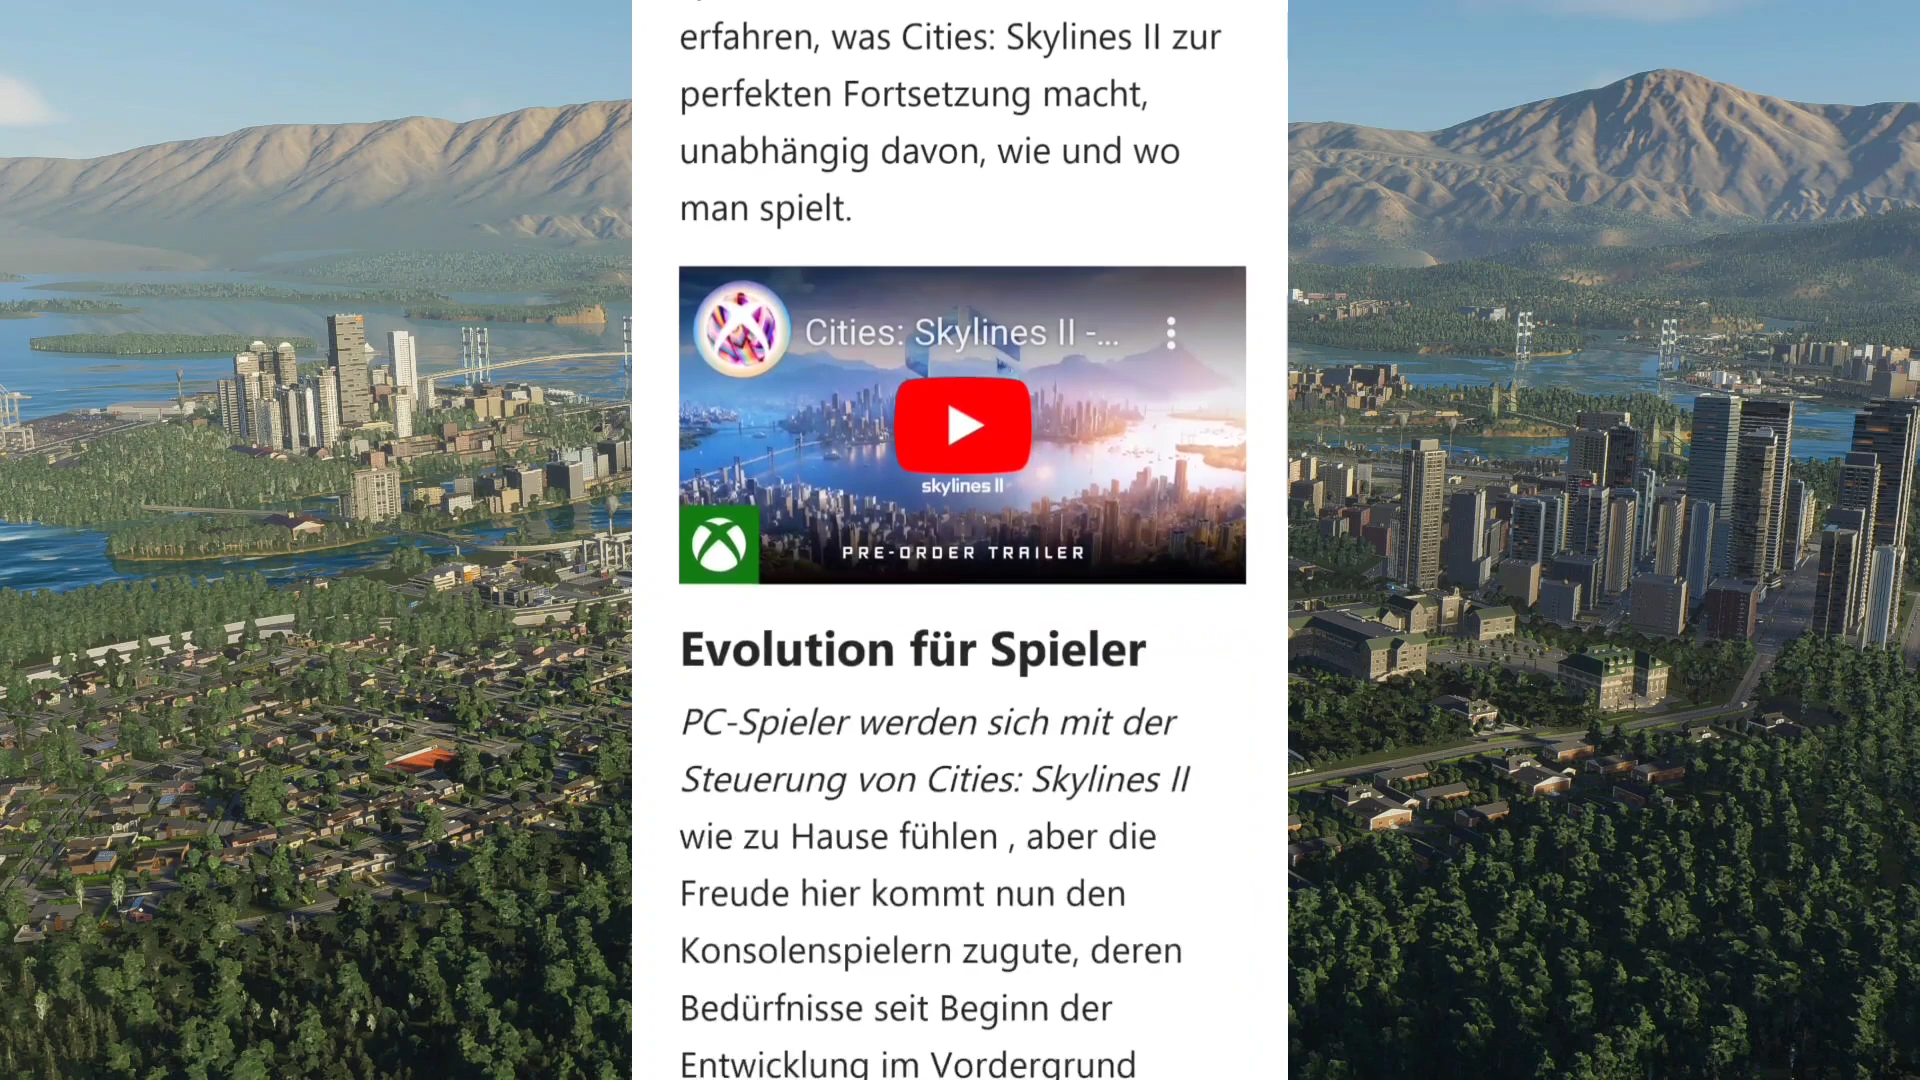 erfahren, was Cities: Skylines II zur
perfekten Fortsetzung macht,
unabhängig davon, wie und wo
man spielt.
Cities: Skylines II -...
skylines II
PRE-ORDER TRAILER
Evolution für Spieler
PC-Spieler werden sich mit der
Steuerung von Cities: Skylines II
wie zu Hause fühlen , aber die
Freude hier kommt nun den
Konsolenspielern zugute, deren
Bedürfnisse seit Beginn der
Entwicklung im Vordergrund